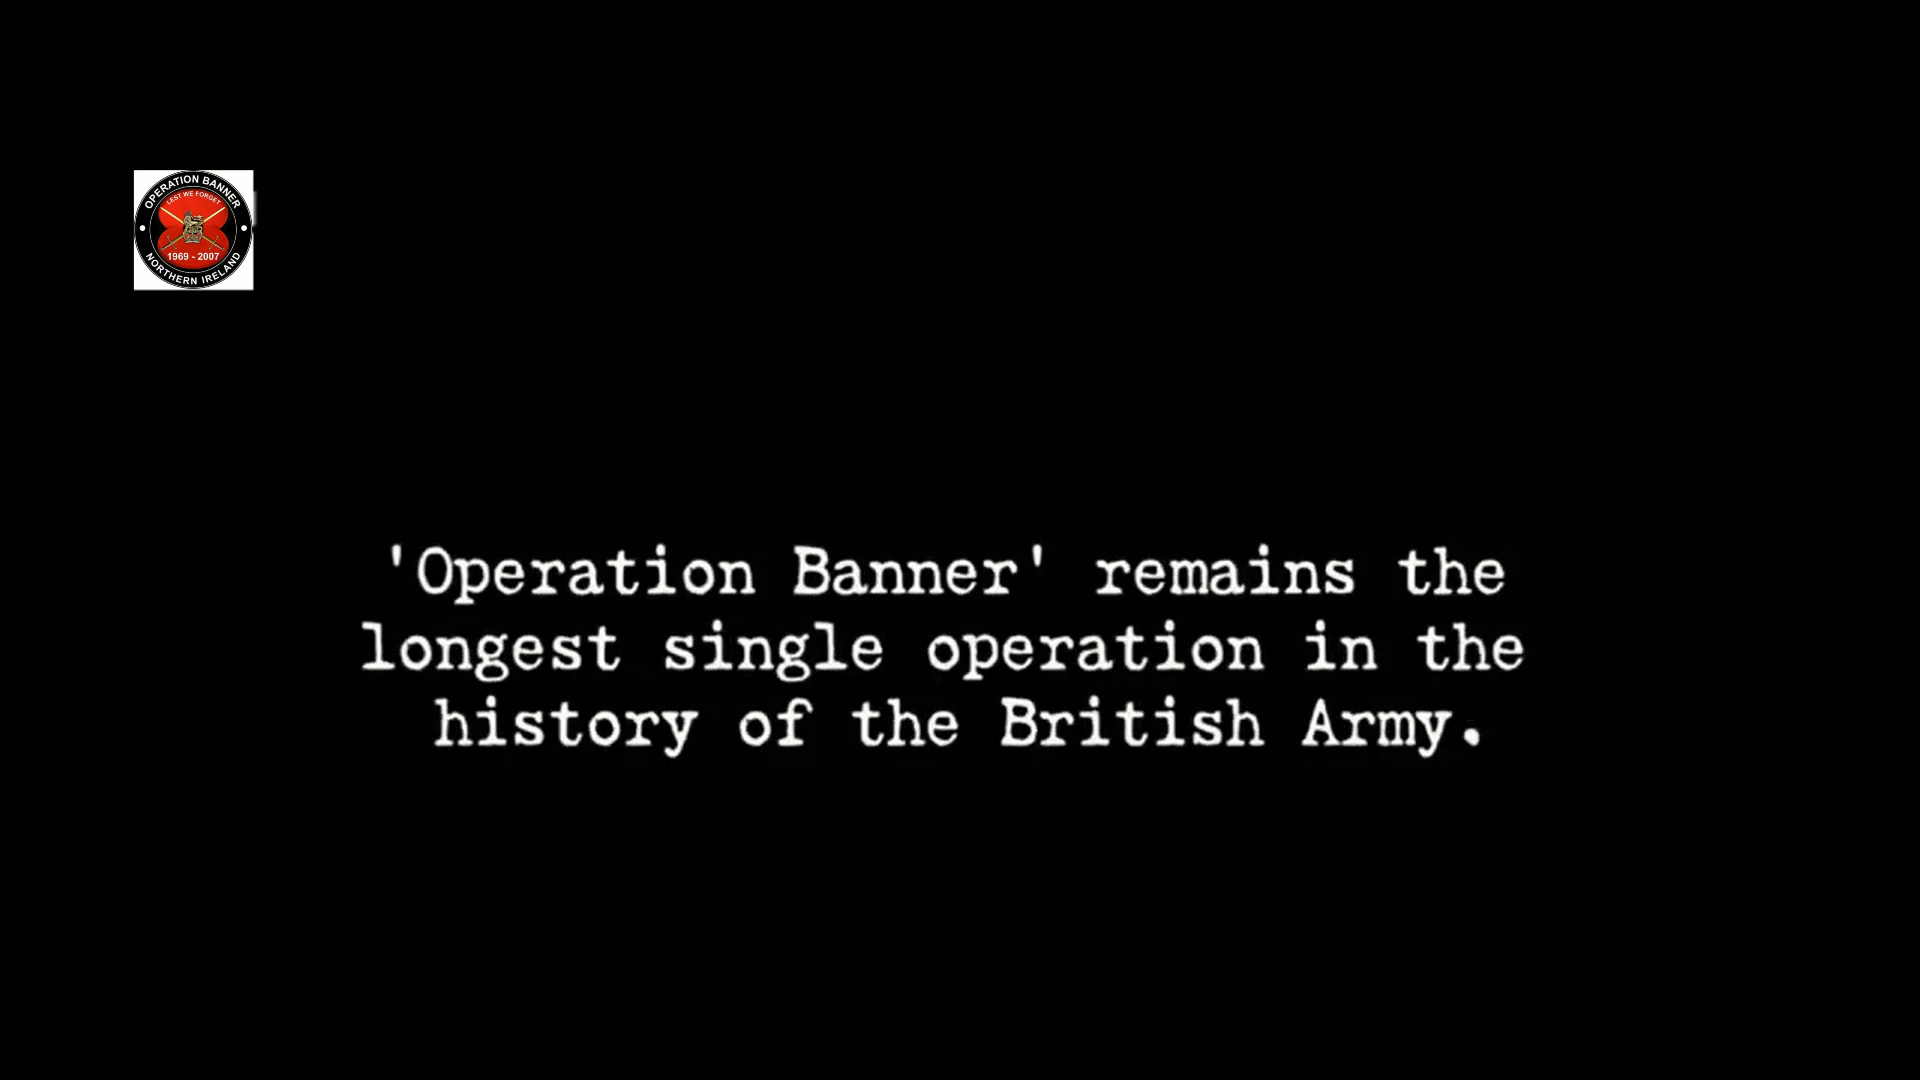 OPERATION BANNER
LEST WE FORGET
1969 - 2007
NORTHERN IRELAND
'Operation Banner' remains the
longest single operation in the
history of the British Army.